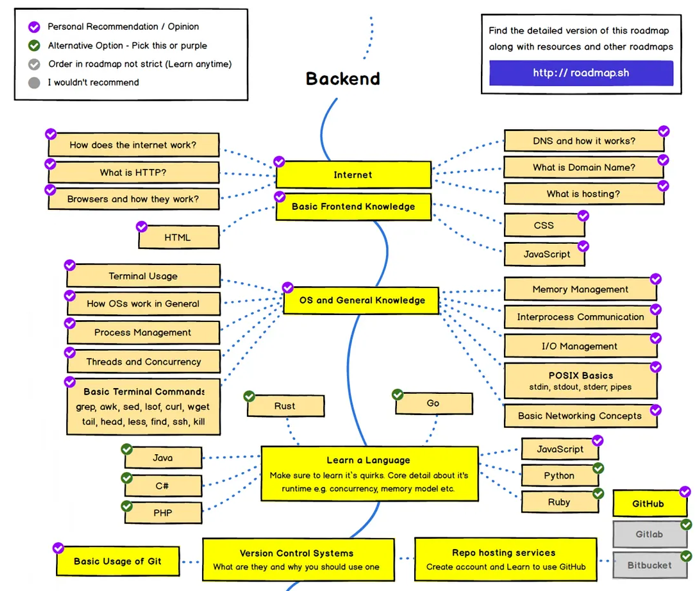 Personal Recommendation / Opinion
Alternative Option - Pick this or purple
Order in roadmap not strict (Learn anytime)
I wouldn't recommend
Find the detailed version of this roadmap
along with resources and other roadmaps
http:// roadmap.sh
Backend
How does the internet work?
What is HTTP?
Browsers and how they work?
Internet
DNS and how it works?
What is Domain Name?
What is hosting?
Basic Frontend Knowledge
HTML
CSS
JavaScript
Terminal Usage
How OSs work in General
Process Management
Threads and Concurrency
Basic Terminal Commands
grep, awk, sed, lsof, curl, wget
tail, head, less, find, ssh, kill
OS and General Knowledge
Memory Management
Interprocess Communication
I/O Management
POSIX Basics
stdin, stdout, stderr, pipes
Basic Networking Concepts
Rust
Go
Java
C#
PHP
Learn a Language
Make sure to learn it's quirks. Core detail about it's
runtime e.g. concurrency, memory model etc.
JavaScript
Python
Ruby
GitHub
Gitlab
Bitbucket
Basic Usage of Git
Version Control Systems
What are they and why you should use one
Repo hosting services
Create account and Learn to use GitHub